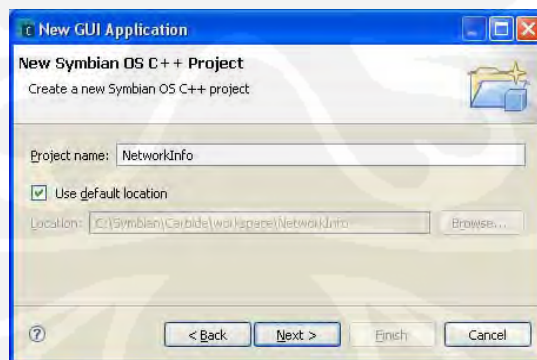 New GUI Application
New Symbian OS C++ Project
Create a new Symbian OS C++ project
Project name: NetworkInfo
Use default location
Location: C:\Symbian\Carbide\workspace\NetworkInfo Browse...
< Back Next > Finish Cancel